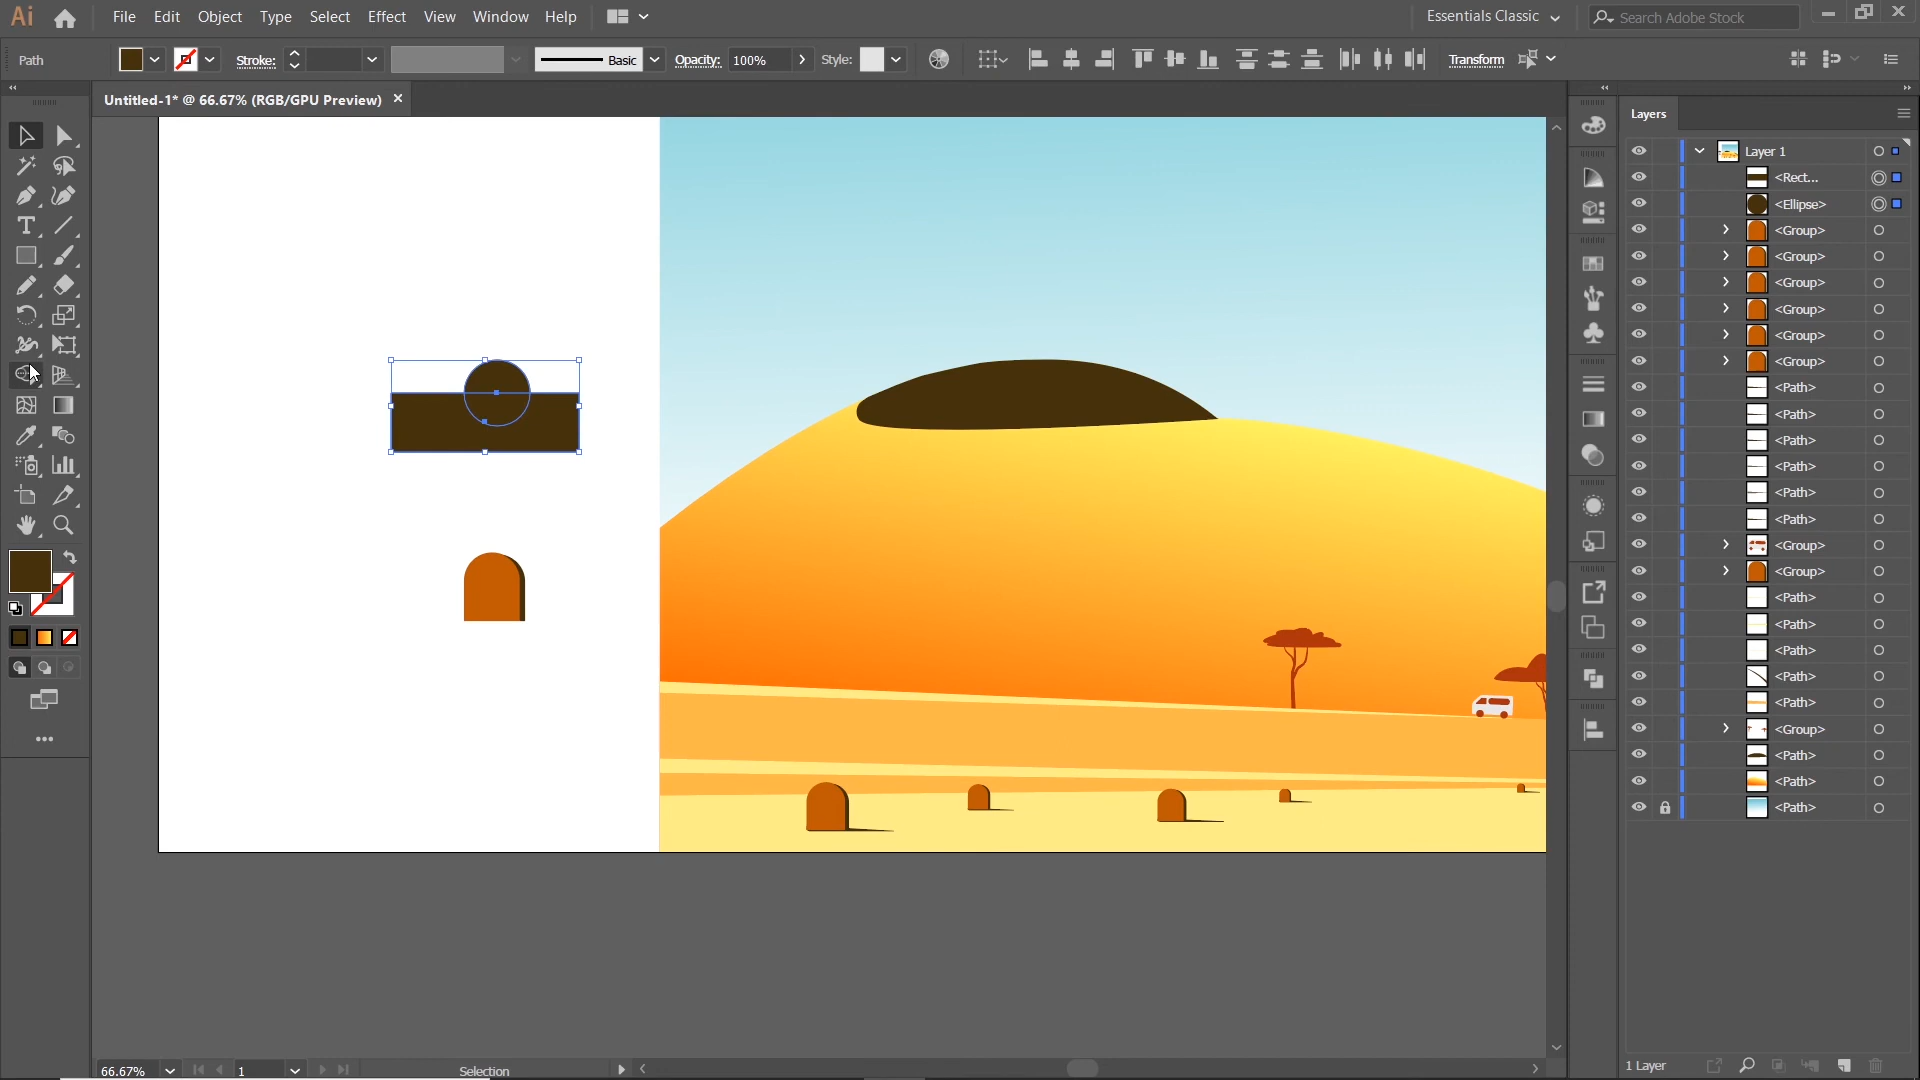 Ai File Edit Object Type Select Effect View Window Help Essentials Classic Search Adobe Stock
Path Stroke: Basic Opacity: 100% Style: Transform
Untitled-1* @ 66.67% (RGB/GPU Preview)
Layers
Layer 1
<Rect...
<Ellipse>
<Group>
<Group>
<Group>
<Group>
<Group>
<Group>
<Path>
<Path>
<Path>
<Path>
<Path>
<Path>
<Group>
<Group>
<Path>
<Path>
<Path>
<Path>
<Path>
<Group>
<Path>
<Path>
<Path>
1 Layer
66.67% 1 Selection